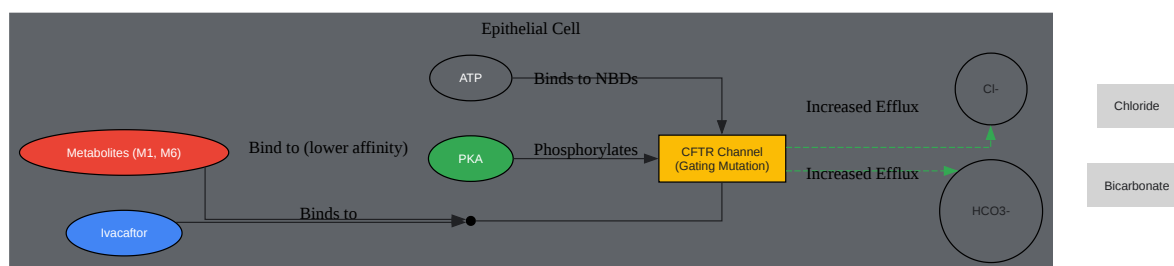 Epithelial Cell
ATP
Binds to NBDs
Cl-
Increased Efflux
Chloride
Metabolites (M1, M6)
Bind to (lower affinity)
PKA
Phosphorylates
CFTR Channel
(Gating Mutation)
Increased Efflux
Bicarbonate
Ivacaftor
Binds to
HCO3-